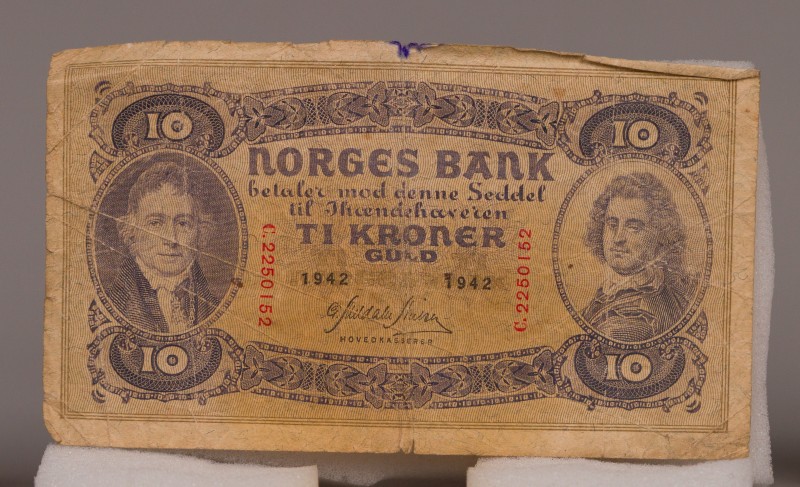 10 10
NORGES BANK
betaler mod denne Seddel
til Ihændehaveren
TI KRONER
GULD
C.2250152
1942 1942
C.2250152
HOVEDKASSERER
10 10